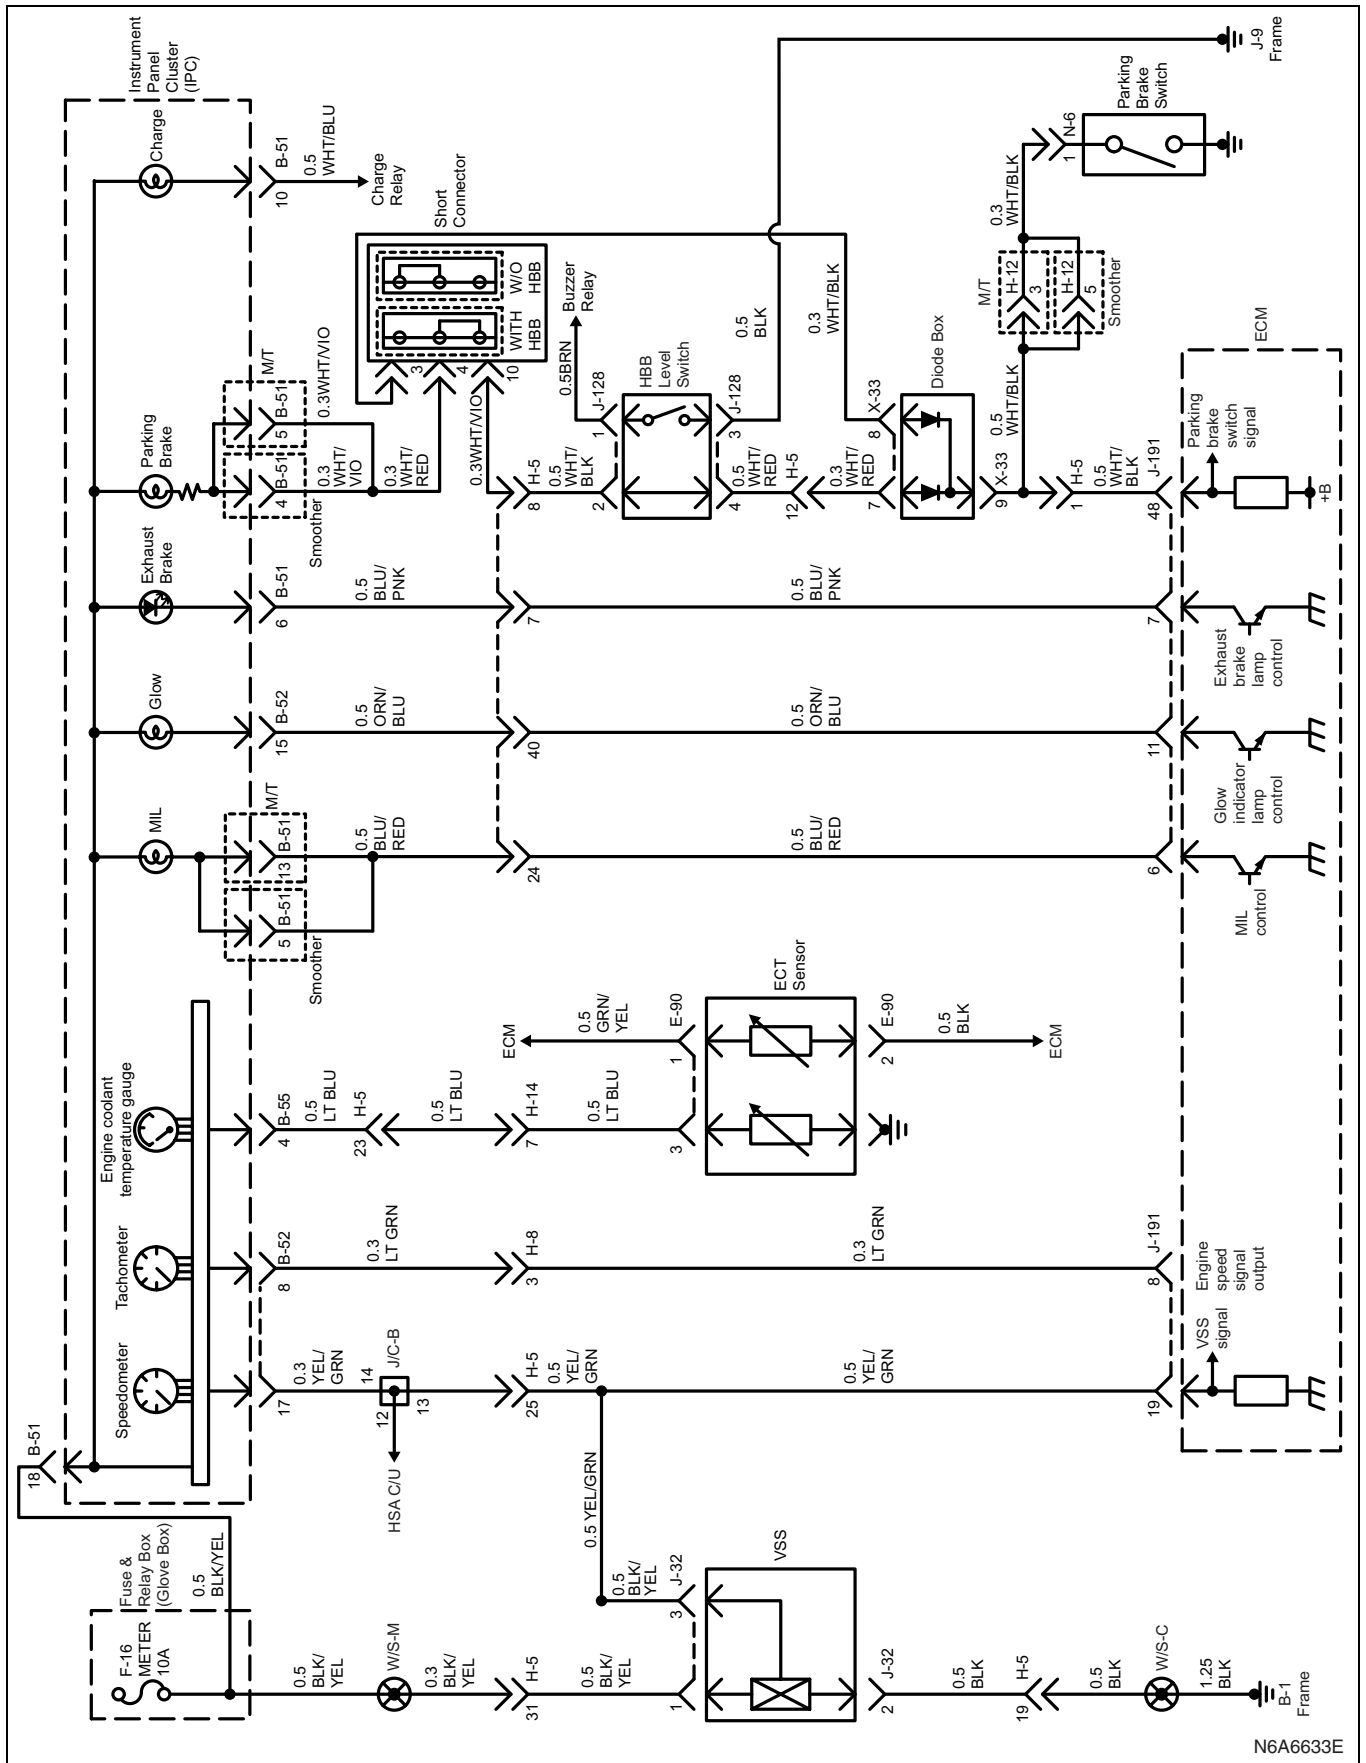 Fuse &
Relay Box
(Glove Box)
F-16
METER
10A
0.5
BLK/YEL
18
B-51
Instrument
Panel
Cluster
(IPC)
Speedometer
Tachometer
Engine coolant
temperature gauge
MIL
Glow
Exhaust
Brake
Parking
Brake
Charge
0.5
BLK/
YEL
W/S-M
0.3
BLK/
YEL
31
H-5
0.5
BLK/
YEL
1
3
J-32
0.5
BLK/
YEL
0.5 YEL/GRN
VSS
2
J-32
0.5
BLK
19
H-5
0.5
BLK
W/S-C
1.25
BLK
B-1
Frame
17
0.3
YEL/
GRN
14
J/C-B
12
13
HSA C/U
25
H-5
0.5
YEL/
GRN
0.5
YEL/
GRN
19
VSS
signal
8
B-52
0.3
LT GRN
3
H-8
0.3
LT GRN
8
J-191
Engine
speed
signal
output
4
B-55
0.5
LT BLU
23
H-5
0.5
LT BLU
7
H-14
0.5
LT BLU
3
1
E-90
0.5
GRN/
YEL
ECM
ECT
Sensor
2
E-90
0.5
BLK
ECM
M/T
13
B-51
5
B-51
Smoother
0.5
BLU/
RED
24
0.5
BLU/
RED
6
MIL
control
15
B-52
0.5
ORN/
BLU
40
0.5
ORN/
BLU
11
Glow
indicator
lamp
control
6
B-51
0.5
BLU/
PNK
7
0.5
BLU/
PNK
7
Exhaust
brake
lamp
control
Smoother
4
B-51
M/T
5
B-51
0.3
WHT/
VIO
0.3WHT/VIO
0.3
WHT/
RED
Short
Connector
WITH
HBB
W/O
HBB
3
4
10
0.3WHT/VIO
8
H-5
0.5
WHT/
BLK
2
1
J-128
0.5BRN
Buzzer
Relay
HBB
Level
Switch
4
3
J-128
0.5
WHT/
RED
12
H-5
0.3
WHT/
RED
0.5
BLK
0.3
WHT/BLK
7
8
X-33
Diode Box
9
X-33
0.5
WHT/BLK
1
H-5
0.5
WHT/
BLK
48
J-191
Parking
brake
switch
signal
+B
ECM
10
B-51
0.5
WHT/BLU
Charge
Relay
M/T
H-12
3
H-12
5
Smoother
0.3
WHT/BLK
1
N-6
Parking
Brake
Switch
J-9
Frame
N6A6633E